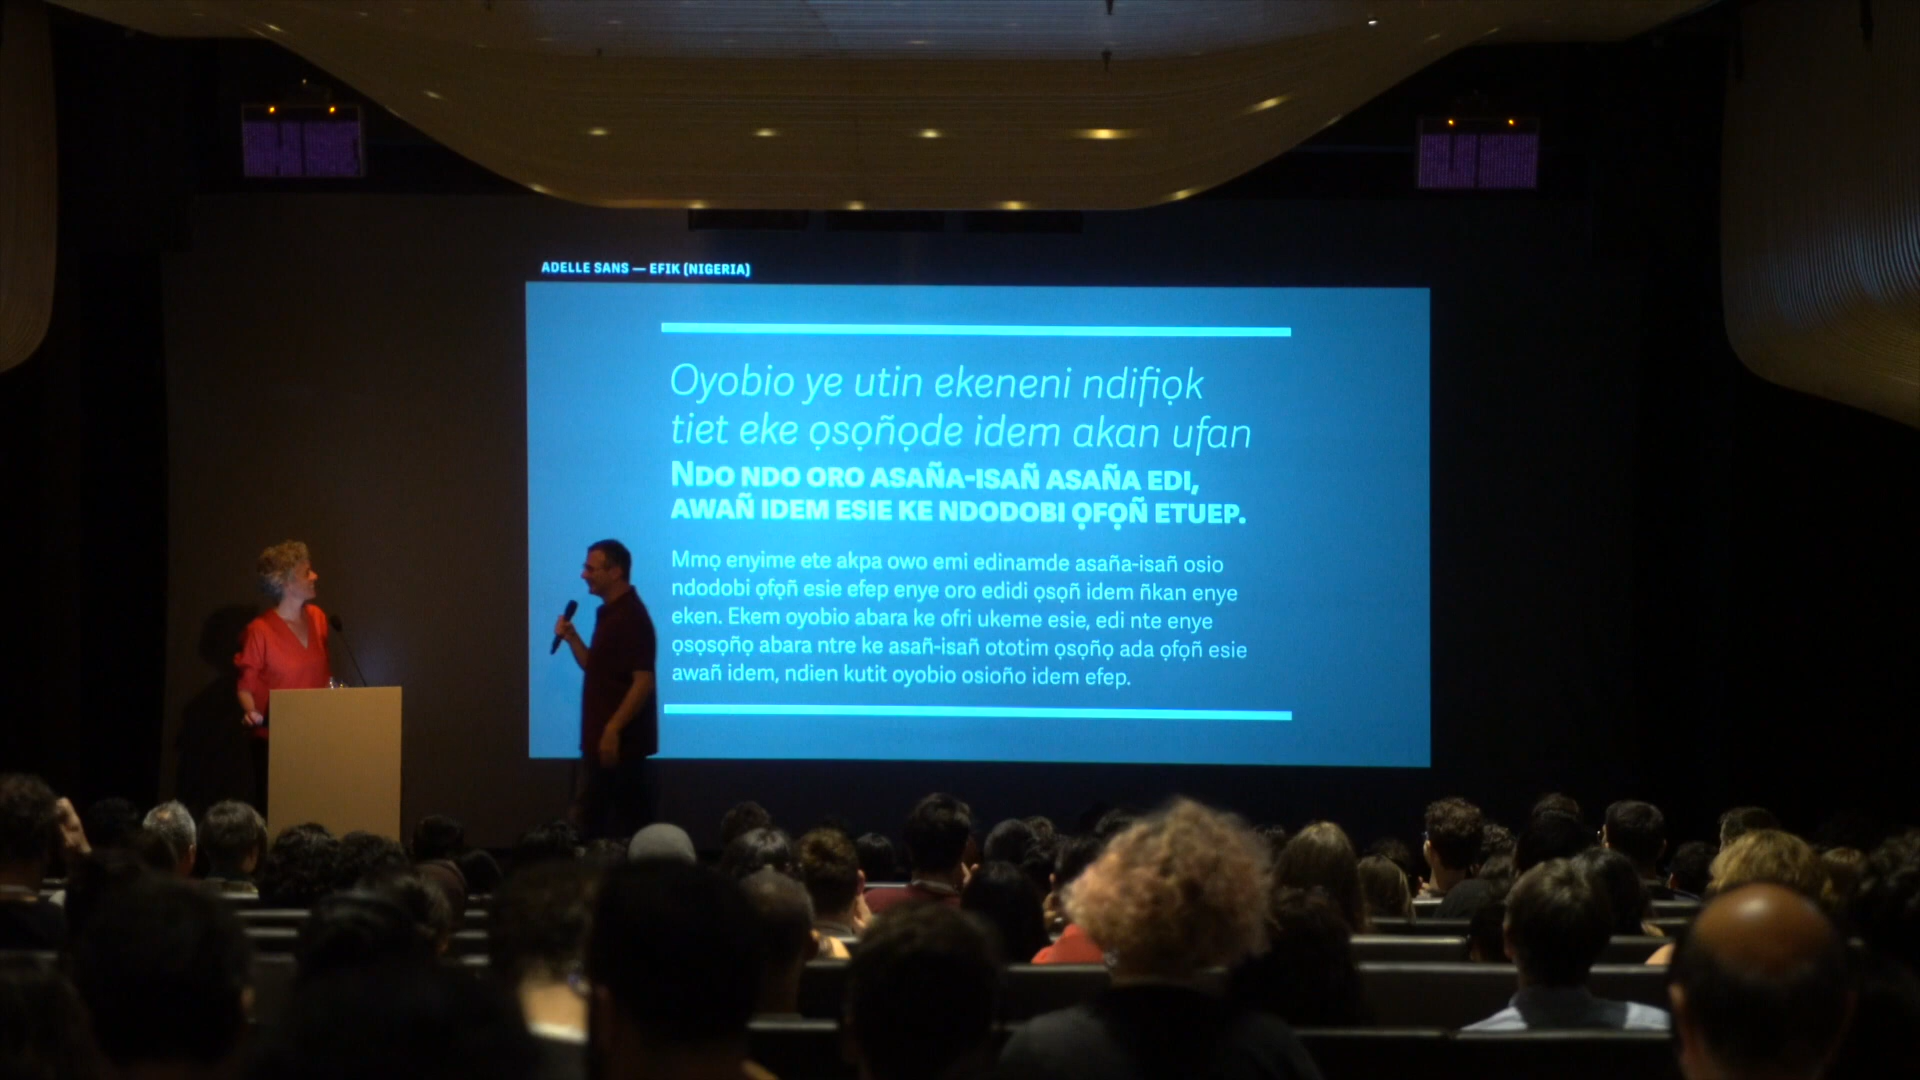 ADELLE SANS — EFIK (NIGERIA)
Oyobio ye utin ekeneni ndifiọk
tiet eke ọsọñọde idem akan ufan
NDO NDO ORO ASAÑA-ISAÑ ASAÑA EDI,
AWAÑ IDEM ESIE KE NDODOBI ỌFỌÑ ETUEP.
Mmọ enyime ete akpa owo emi edinamde asaña-isañ osio
ndodobi ọfọñ esie efep enye oro edidi ọsọñ idem ñkan enye
eken. Ekem oyobio abara ke ofri ukeme esie, edi nte enye
ọsọsọñọ abara ntre ke asañ-isañ ototim ọsọñọ ada ọfọñ esie
awañ idem, ndien kutit oyobio osioño idem efep.